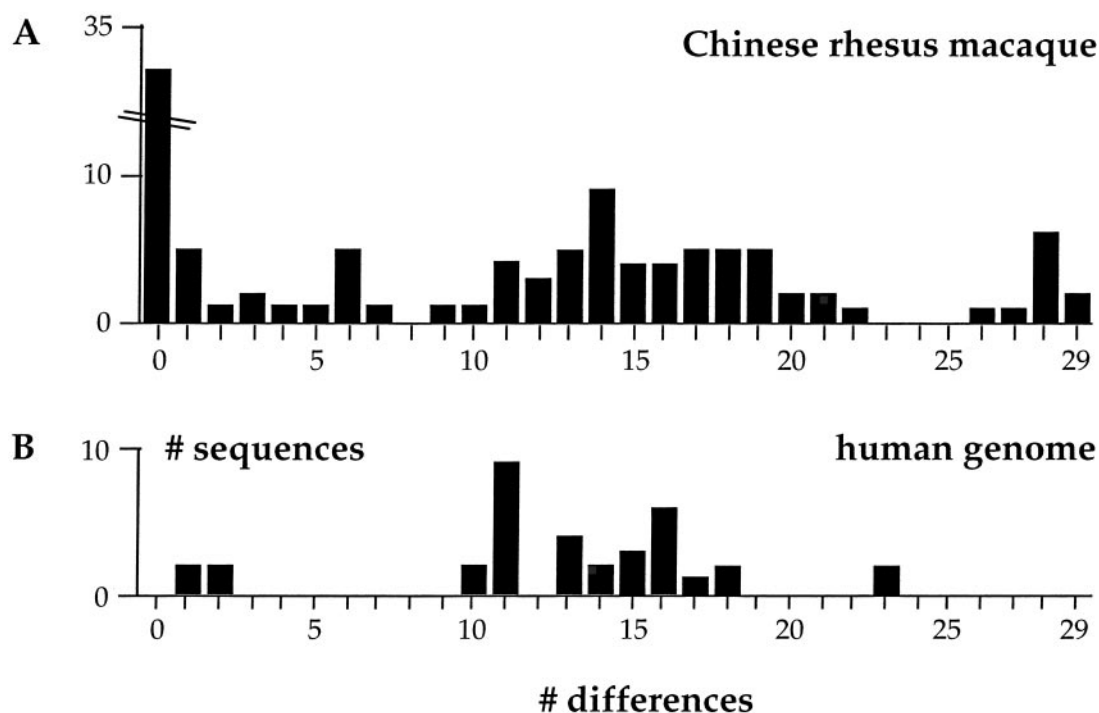 A
Chinese rhesus macaque
35
10
0
0 5 10 15 20 25 29
B
# sequences
human genome
10
0
0 5 10 15 20 25 29
# differences